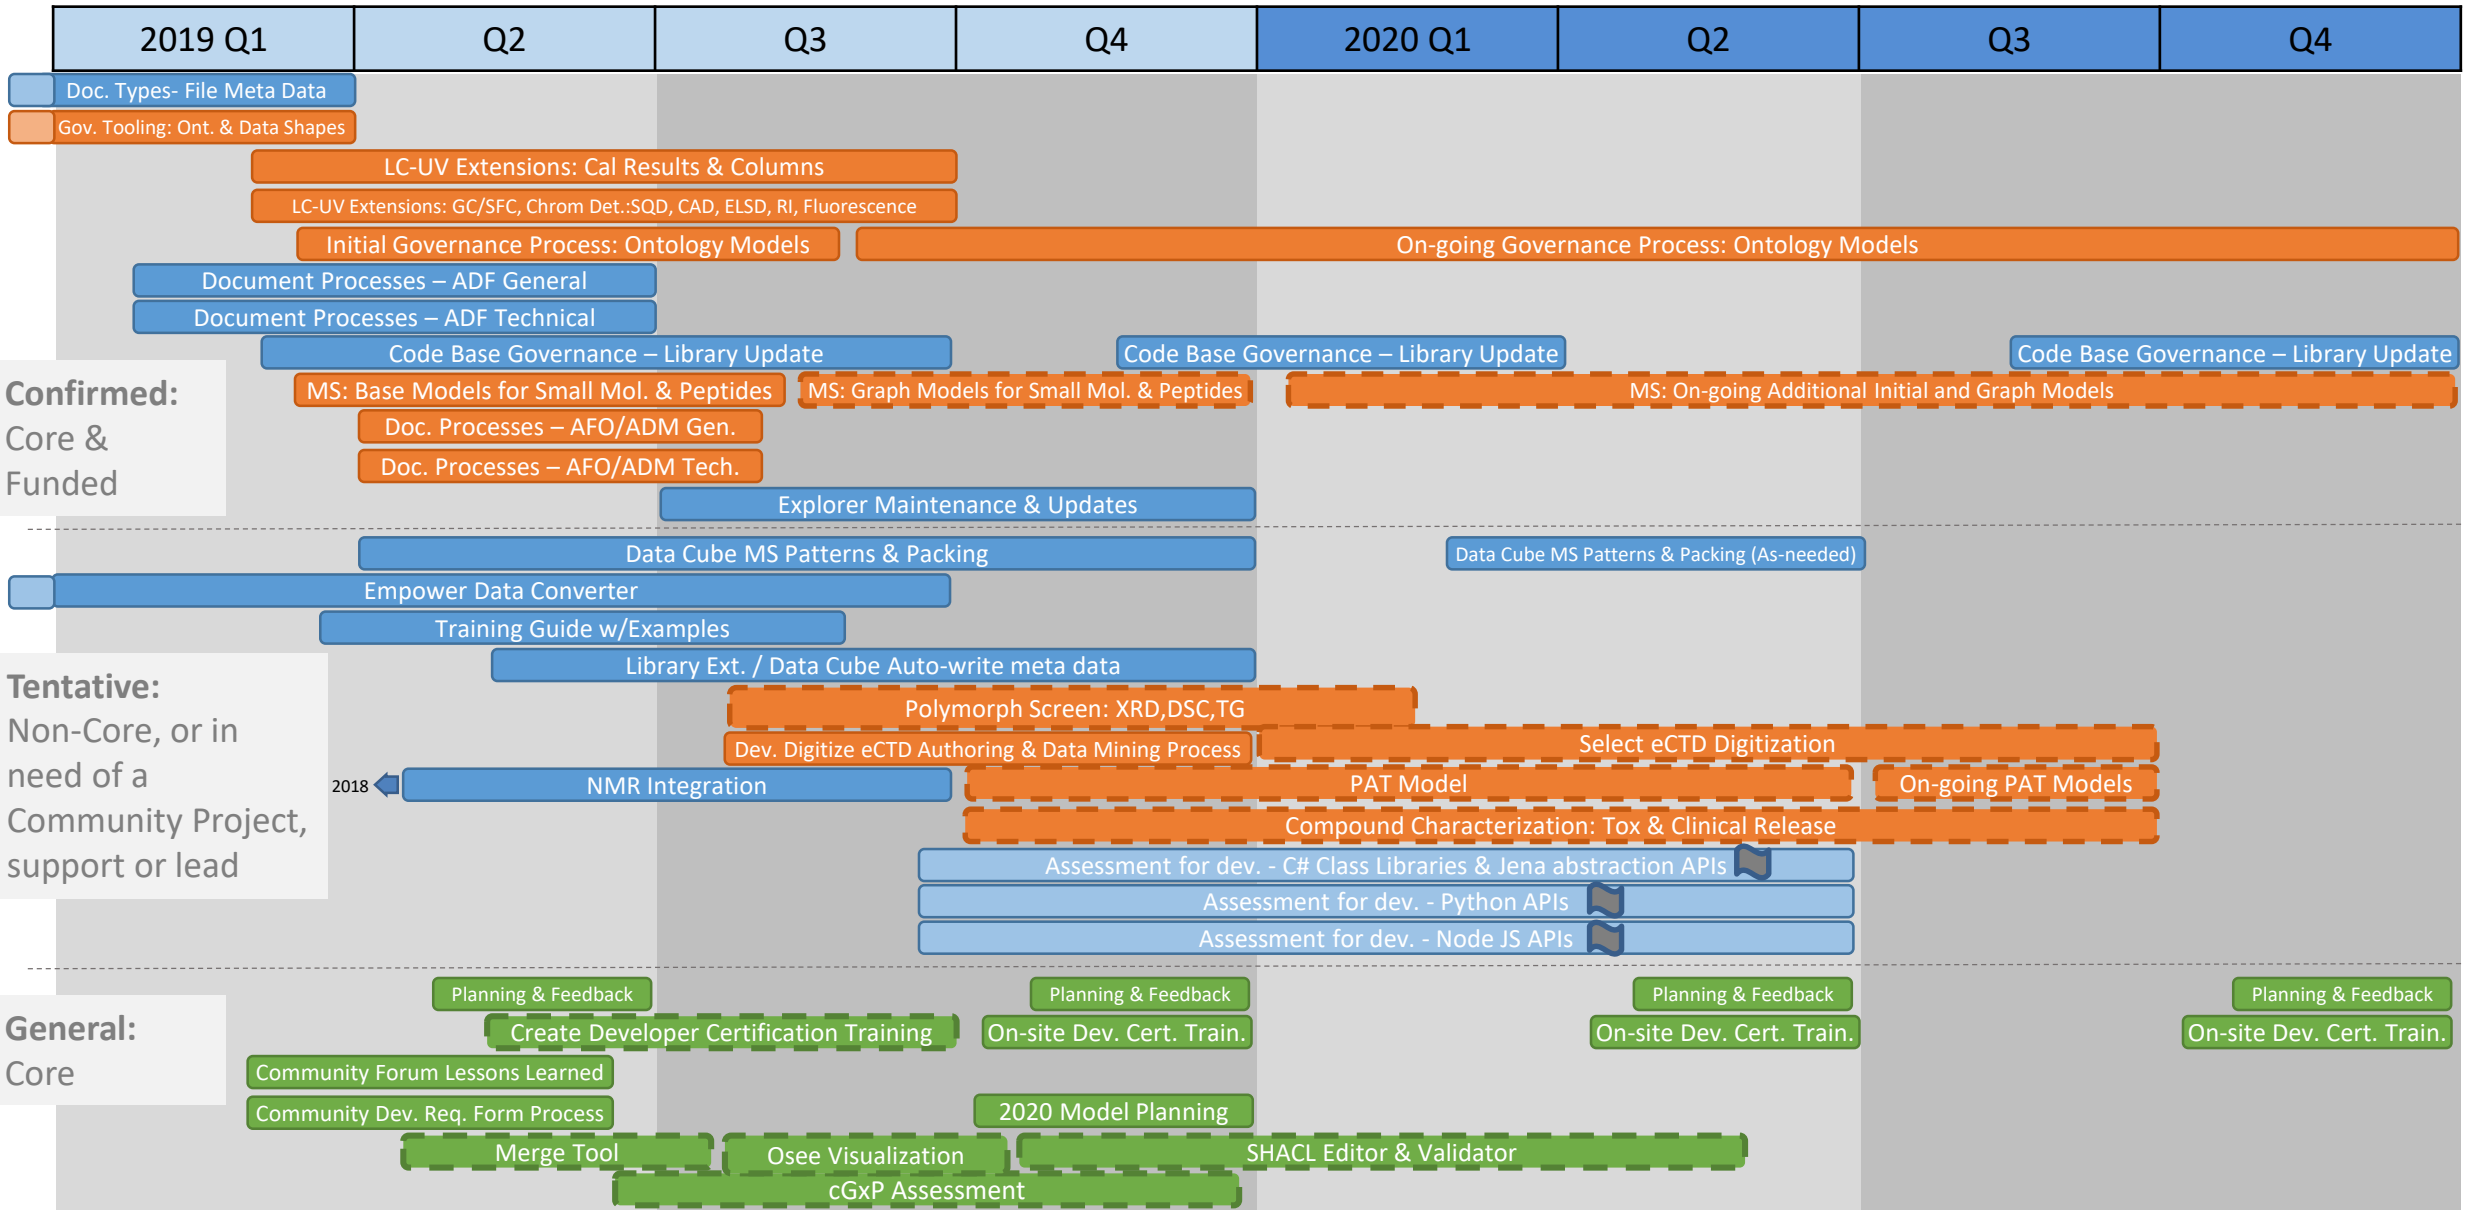 2019 Q1
Q2
Q3
Q4
2020 Q1
Q2
Q3
Q4
Doc. Types- File Meta Data
Gov. Tooling: Ont. & Data Shapes
LC-UV Extensions: Cal Results & Columns
LC-UV Extensions: GC/SFC, Chrom Det.:SQD, CAD, ELSD, RI, Fluorescence
Initial Governance Process: Ontology Models
On-going Governance Process: Ontology Models
Document Processes – ADF General
Document Processes – ADF Technical
Code Base Governance – Library Update
Code Base Governance – Library Update
Code Base Governance – Library Update
Confirmed:
Core &
Funded
MS: Base Models for Small Mol. & Peptides
MS: Graph Models for Small Mol. & Peptides
MS: On-going Additional Initial and Graph Models
Doc. Processes – AFO/ADM Gen.
Doc. Processes – AFO/ADM Tech.
Explorer Maintenance & Updates
Data Cube MS Patterns & Packing
Data Cube MS Patterns & Packing (As-needed)
Empower Data Converter
Training Guide w/Examples
Library Ext. / Data Cube Auto-write meta data
Tentative:
Non-Core, or in
need of a
Community Project,
support or lead
Polymorph Screen: XRD,DSC,TG
Dev. Digitize eCTD Authoring & Data Mining Process
Select eCTD Digitization
2018
NMR Integration
PAT Model
On-going PAT Models
Compound Characterization: Tox & Clinical Release
Assessment for dev. - C# Class Libraries & Jena abstraction APIs
Assessment for dev. - Python APIs
Assessment for dev. - Node JS APIs
General:
Core
Planning & Feedback
Planning & Feedback
Planning & Feedback
Planning & Feedback
Create Developer Certification Training
On-site Dev. Cert. Train.
On-site Dev. Cert. Train.
On-site Dev. Cert. Train.
Community Forum Lessons Learned
Community Dev. Req. Form Process
2020 Model Planning
Merge Tool
Osee Visualization
SHACL Editor & Validator
cGxP Assessment